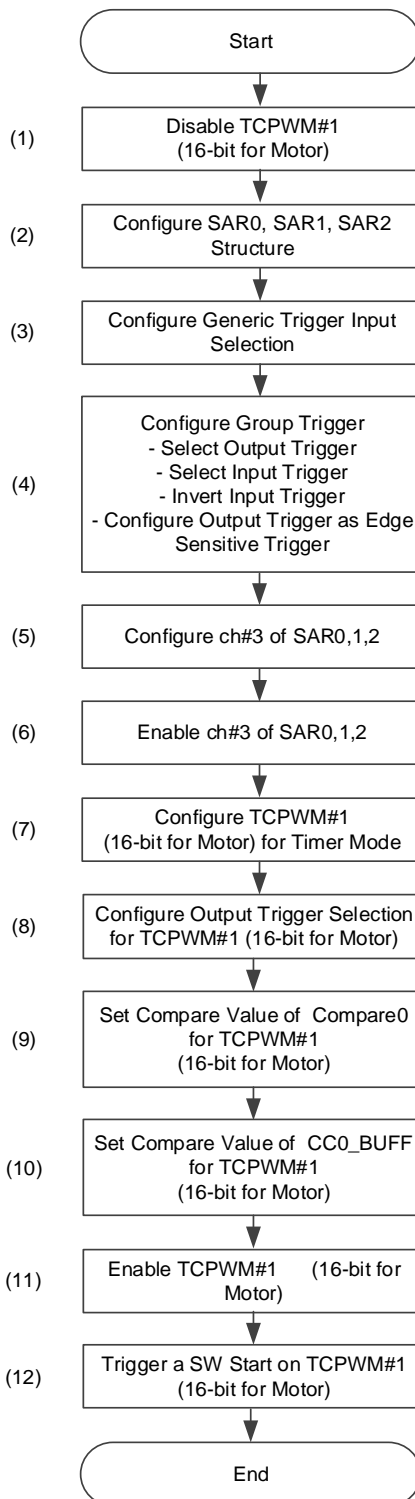 Start
(1)
Disable TCPWM#1
(16-bit for Motor)
(2)
Configure SAR0, SAR1, SAR2
Structure
(3)
Configure Generic Trigger Input
Selection
(4)
Configure Group Trigger
- Select Output Trigger
- Select Input Trigger
- Invert Input Trigger
- Configure Output Trigger as Edge
Sensitive Trigger
(5)
Configure ch#3 of SAR0,1,2
(6)
Enable ch#3 of SAR0,1,2
(7)
Configure TCPWM#1
(16-bit for Motor) for Timer Mode
(8)
Configure Output Trigger Selection
for TCPWM#1 (16-bit for Motor)
(9)
Set Compare Value of Compare0
for TCPWM#1
(16-bit for Motor)
(10)
Set Compare Value of CC0_BUFF
for TCPWM#1
(16-bit for Motor)
(11)
Enable TCPWM#1 (16-bit for
Motor)
(12)
Trigger a SW Start on TCPWM#1
(16-bit for Motor)
End